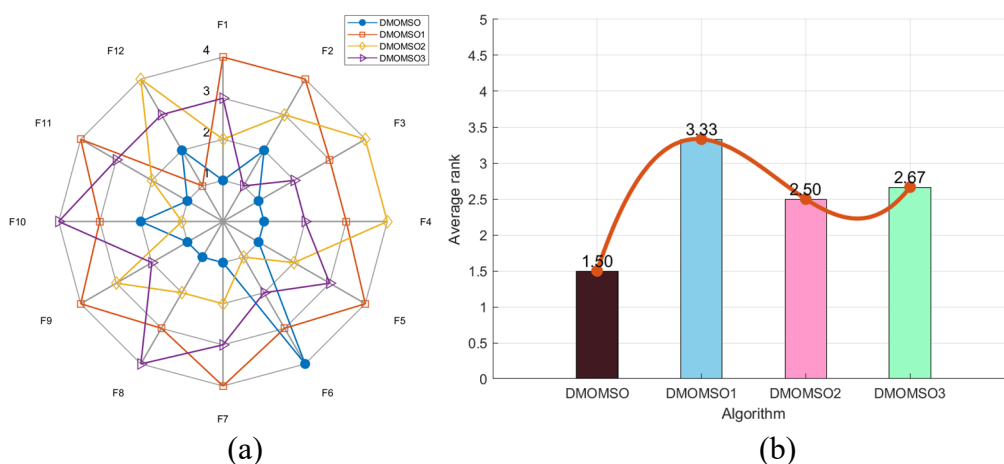 F1
F2
F3
F4
F5
F6
F7
F8
F9
F10
F11
F12
4
3
2
1
DMOMSO
DMOMSO1
DMOMSO2
DMOMSO3
(a)
5
4.5
4
3.5
3
2.5
2
1.5
1
0.5
0
Average rank
1.50
3.33
2.50
2.67
DMOMSO
DMOMSO1
DMOMSO2
DMOMSO3
Algorithm
(b)